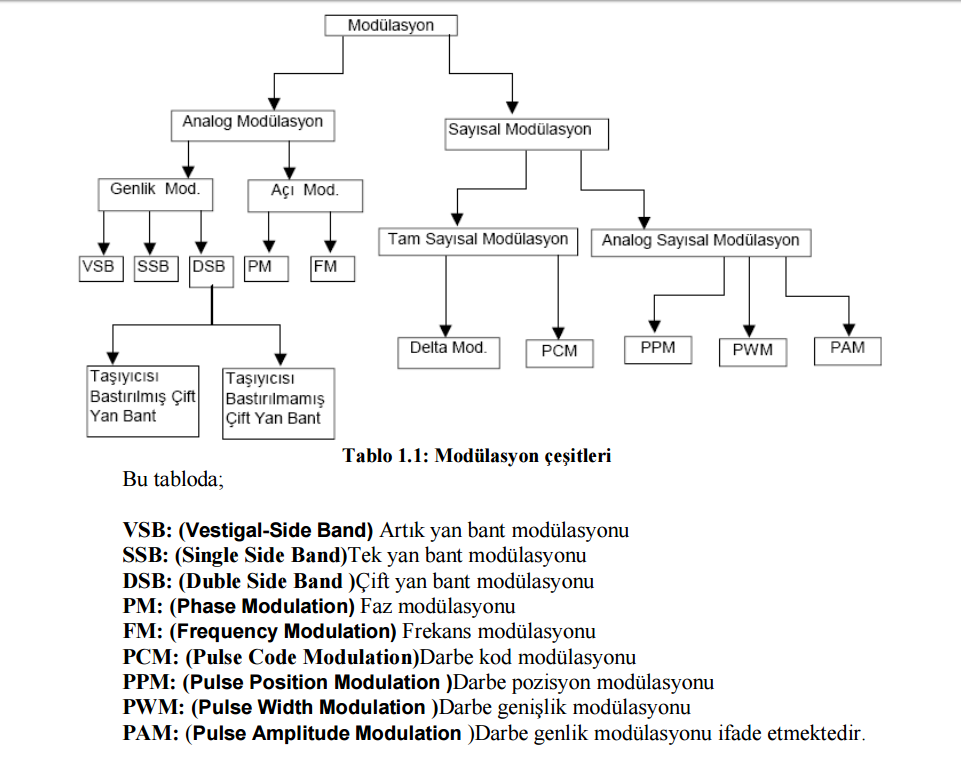 Modülasyon
Analog Modülasyon
Sayısal Modülasyon
Genlik Mod.
Açı Mod.
Tam Sayısal Modülasyon
Analog Sayısal Modülasyon
VSB
SSB
DSB
PM
FM
Delta Mod.
PCM
PPM
PWM
PAM
Taşıyıcısı
Bastırılmış Çift
Yan Bant
Taşıyıcısı
Bastırılmamış
Çift Yan Bant
Tablo 1.1: Modülasyon çeşitleri
Bu tabloda;
VSB: (Vestigal-Side Band) Artık yan bant modülasyonu
SSB: (Single Side Band)Tek yan bant modülasyonu
DSB: (Duble Side Band )Çift yan bant modülasyonu
PM: (Phase Modulation) Faz modülasyonu
FM: (Frequency Modulation) Frekans modülasyonu
PCM: (Pulse Code Modulation)Darbe kod modülasyonu
PPM: (Pulse Position Modulation )Darbe pozisyon modülasyonu
PWM: (Pulse Width Modulation )Darbe genişlik modülasyonu
PAM: (Pulse Amplitude Modulation )Darbe genlik modülasyonu ifade etmektedir.